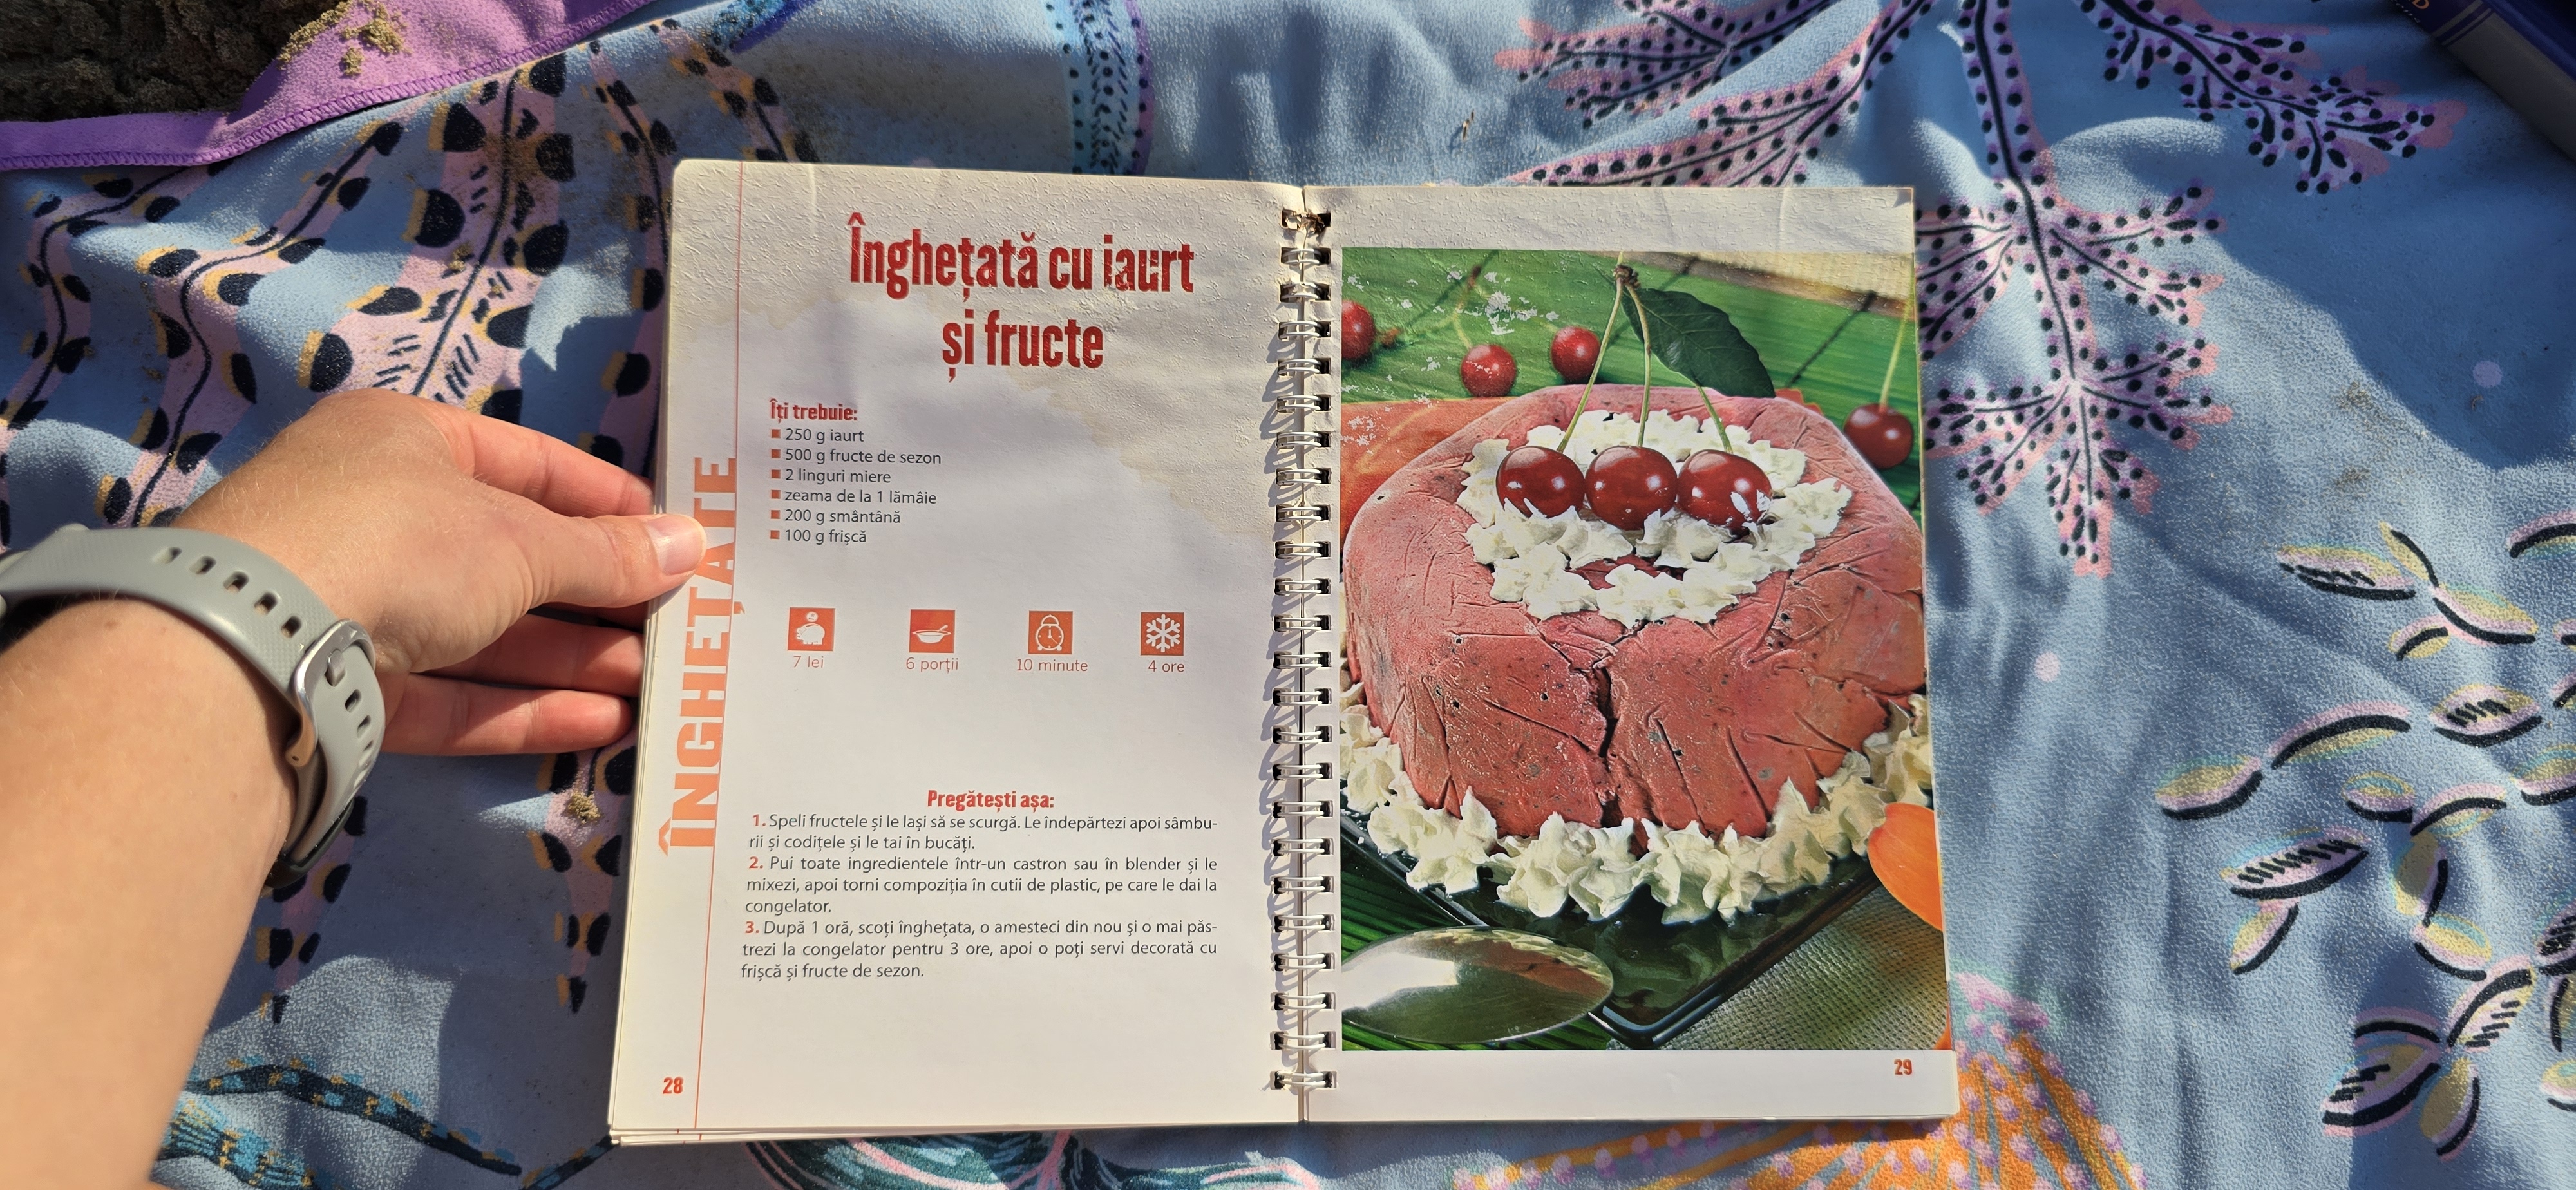 Înghețată cu iaurt
și fructe
Îți trebuie:
■ 250 g iaurt
■ 500 g fructe de sezon
■ 2 linguri miere
■ zeama de la 1 lămâie
■ 200 g smântână
■ 100 g frișcă
7 lei
6 porții
10 minute
4 ore
Pregătești așa:
1. Speli fructele și le lași să se scurgă. Le îndepărtezi apoi sâmbu-
rii și codițele și le tai în bucăți.
2. Pui toate ingredientele într-un castron sau în blender și le
mixezi, apoi torni compoziția în cutii de plastic, pe care le dai la
congelator.
3. După 1 oră, scoți înghețata, o amesteci din nou și o mai păs-
trezi la congelator pentru 3 ore, apoi o poți servi decorată cu
frișcă și fructe de sezon.
ÎNGHEȚATE
28
29